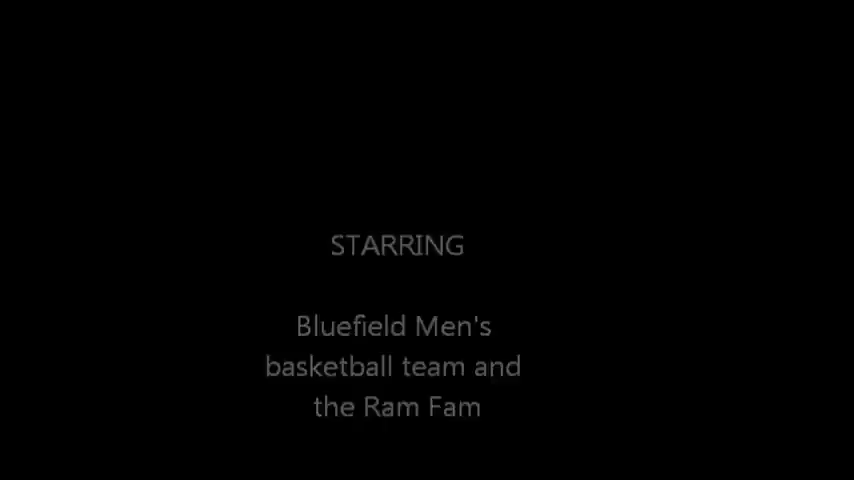 STARRING
Bluefield Men's
basketball team and
the Ram Fam